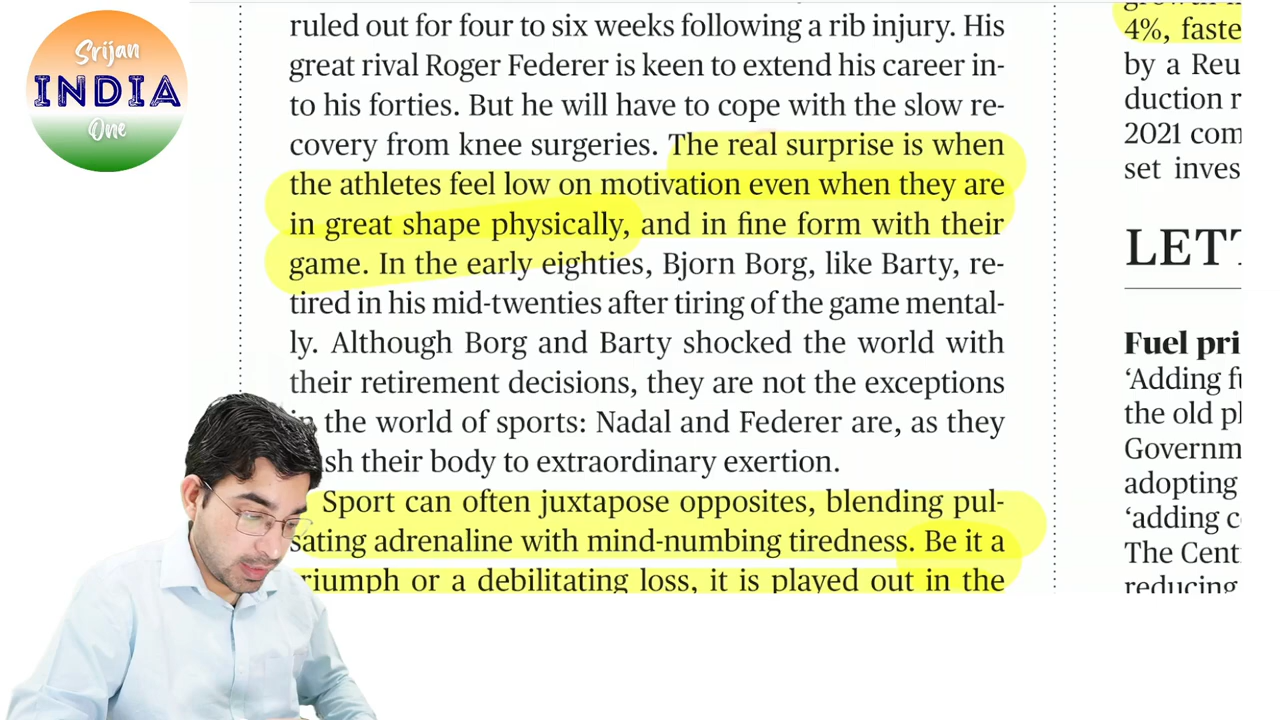 Srijan
INDIA
One
ruled out for four to six weeks following a rib injury. His
great rival Roger Federer is keen to extend his career in-
to his forties. But he will have to cope with the slow re-
covery from knee surgeries. The real surprise is when
the athletes feel low on motivation even when they are
in great shape physically, and in fine form with their
game. In the early eighties, Bjorn Borg, like Barty, re-
tired in his mid-twenties after tiring of the game mental-
ly. Although Borg and Barty shocked the world with
their retirement decisions, they are not the exceptions
the world of sports: Nadal and Federer are, as they
their body to extraordinary exertion.
Sport can often juxtapose opposites, blending pul-
sating adrenaline with mind-numbing tiredness. Be it a
triumph or a debilitating loss, it is played out in the
4%, faste
by a Reu
duction r
2021 com
set inves
LETT
Fuel pri
‘Adding fu
the old pl
Governm
adopting
‘adding c
The Cent
reducing